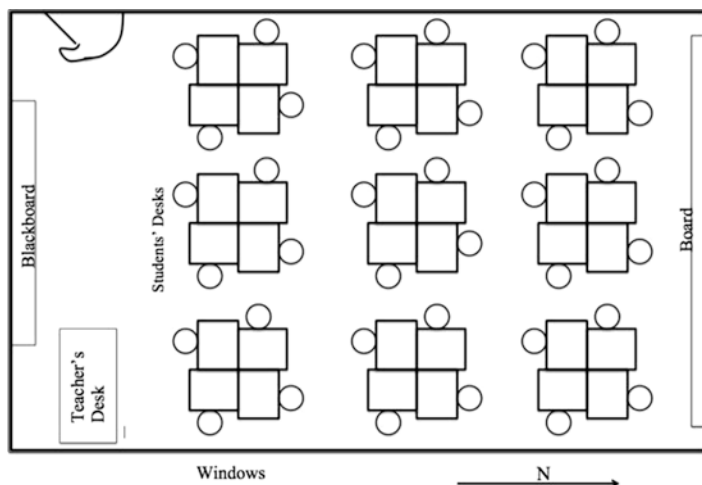 Blackboard
Students' Desks
Board
Teacher's
Desk
Windows
N